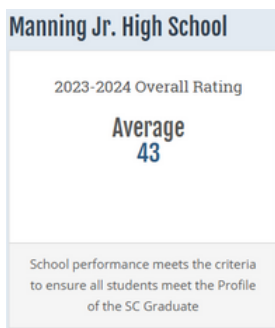 Manning Jr. High School
2023-2024 Overall Rating
Average
43
School performance meets the criteria
to ensure all students meet the Profile
of the SC Graduate